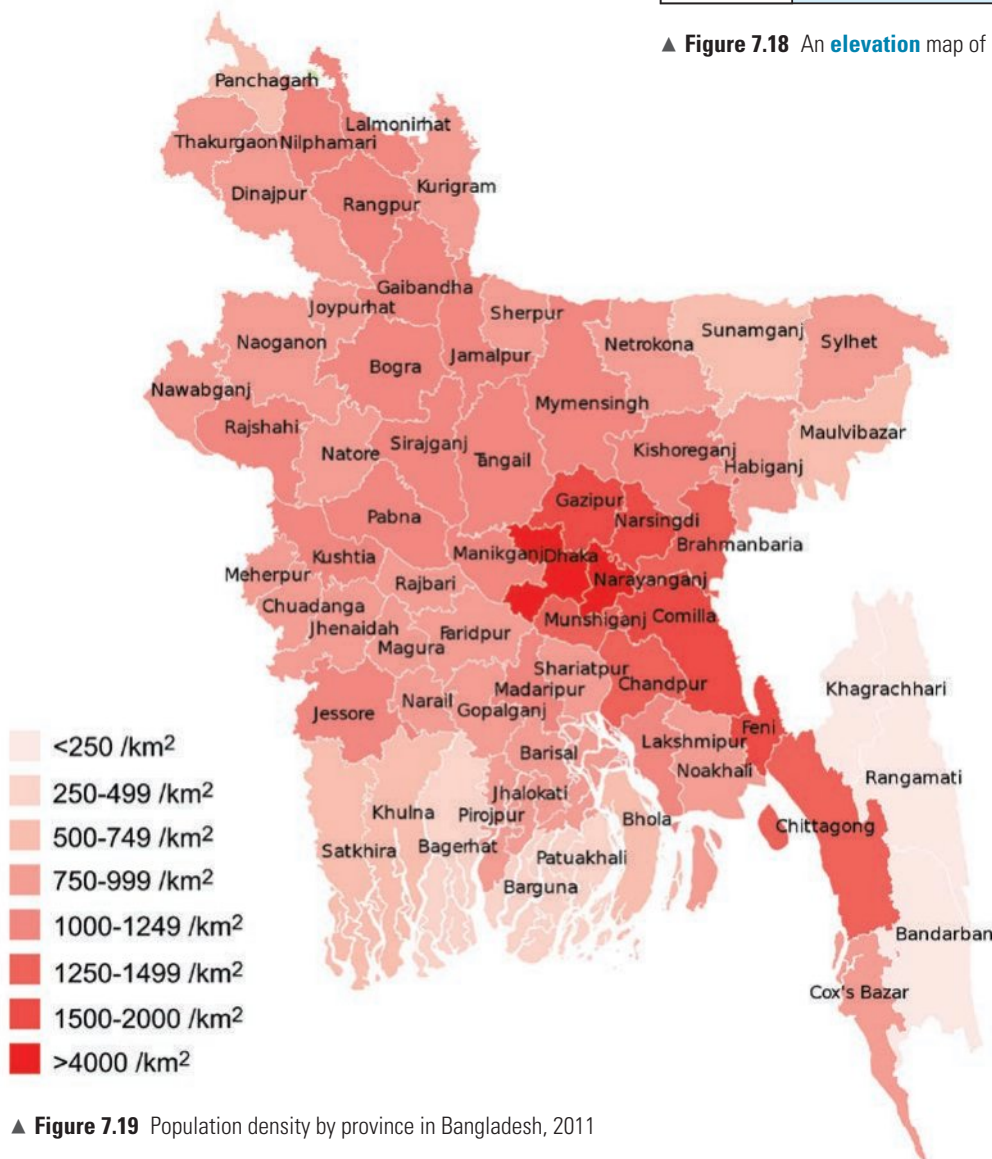 ▲ Figure 7.18 An elevation map of
Panchagarh
Lalmonirhat
Thakurgaon
Nilphamari
Dinajpur
Kurigram
Rangpur
Gaibandha
Joypurhat
Sherpur
Sunamganj
Naoganon
Netrokona
Sylhet
Jamalpur
Bogra
Nawabganj
Mymensingh
Rajshahi
Maulvibazar
Sirajganj
Kishoreganj
Natore
Tangail
Habiganj
Gazipur
Pabna
Narsingdi
Brahmanbaria
Manikganj
Dhaka
Kushtia
Meherpur
Rajbari
Narayanganj
Chuadanga
Munshiganj
Comilla
Jhenaidah
Faridpur
Magura
Shariatpur
Chandpur
Madaripur
Khagrachhari
Narail
Jessore
Gopalganj
Feni
Lakshmipur
Barisal
Noakhali
Rangamati
Jhalokati
Khulna
Pirojpur
Bhola
Chittagong
Bagerhat
Satkhira
Patuakhali
Barguna
Bandarban
Cox's Bazar
<250 /km²
250-499 /km²
500-749 /km²
750-999 /km²
1000-1249 /km²
1250-1499 /km²
1500-2000 /km²
>4000 /km²
▲ Figure 7.19 Population density by province in Bangladesh, 2011